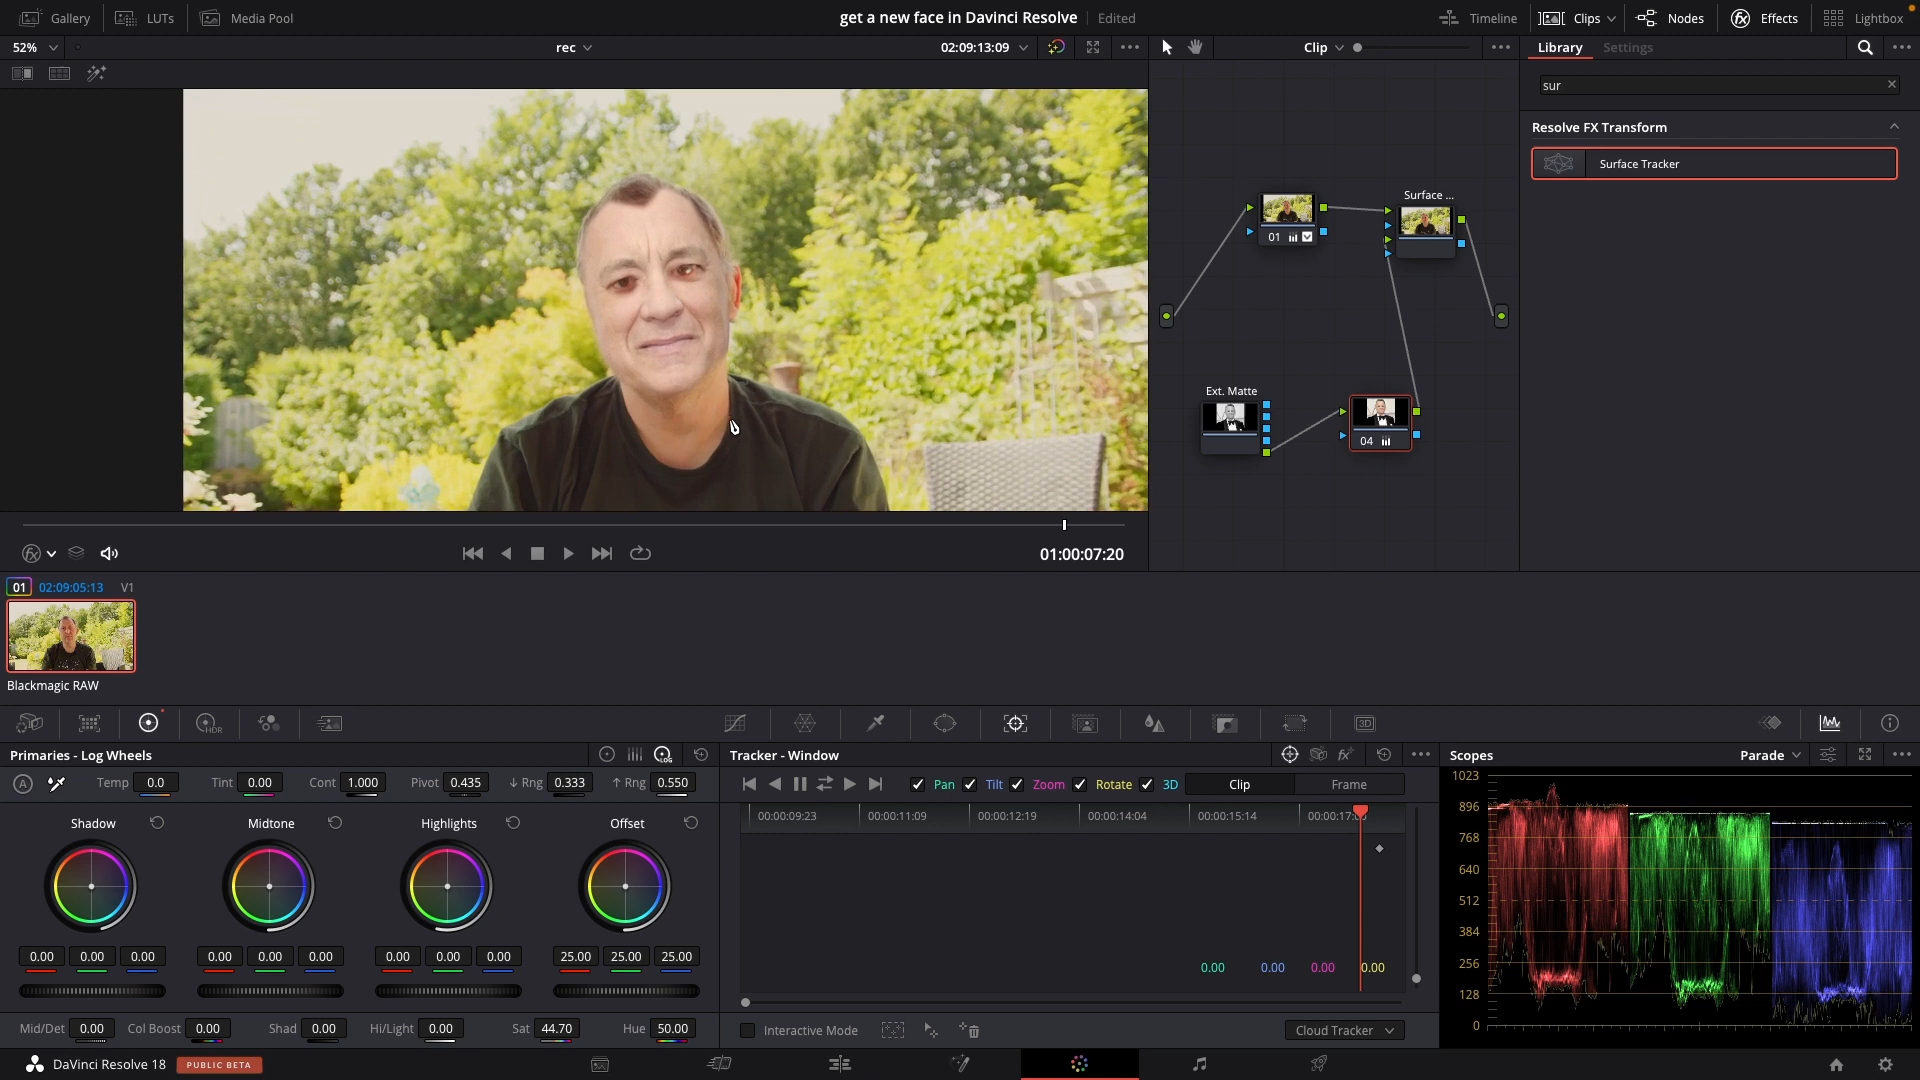 Gallery LUTs Media Pool get a new face in Davinci Resolve Edited Timeline Clips Nodes Effects Lightbox
52% rec 02:09:13:09 Clip Library Settings
sur
Resolve FX Transform
Surface Tracker
Surface ...
01
Ext. Matte
04
01:00:07:20
01 02:09:05:13 V1
Blackmagic RAW
HDR 3D
Primaries - Log Wheels LOG Tracker - Window Scopes Parade
A Temp 0.0 Tint 0.00 Cont 1.000 Pivot 0.435 ↓ Rng 0.333 ↑ Rng 0.550 Pan Tilt Zoom Rotate 3D Clip Frame
Shadow Midtone Highlights Offset
00:00:09:23 00:00:11:09 00:00:12:19 00:00:14:04 00:00:15:14 00:00:17:0
1023
896
768
640
512
384
256
128
0
0.00 0.00 0.00 0.00 0.00 0.00 0.00 0.00 0.00 25.00 25.00 25.00
0.00 0.00 0.00 0.00
Mid/Det 0.00 Col Boost 0.00 Shad 0.00 Hi/Light 0.00 Sat 44.70 Hue 50.00 Interactive Mode Cloud Tracker
DaVinci Resolve 18 PUBLIC BETA